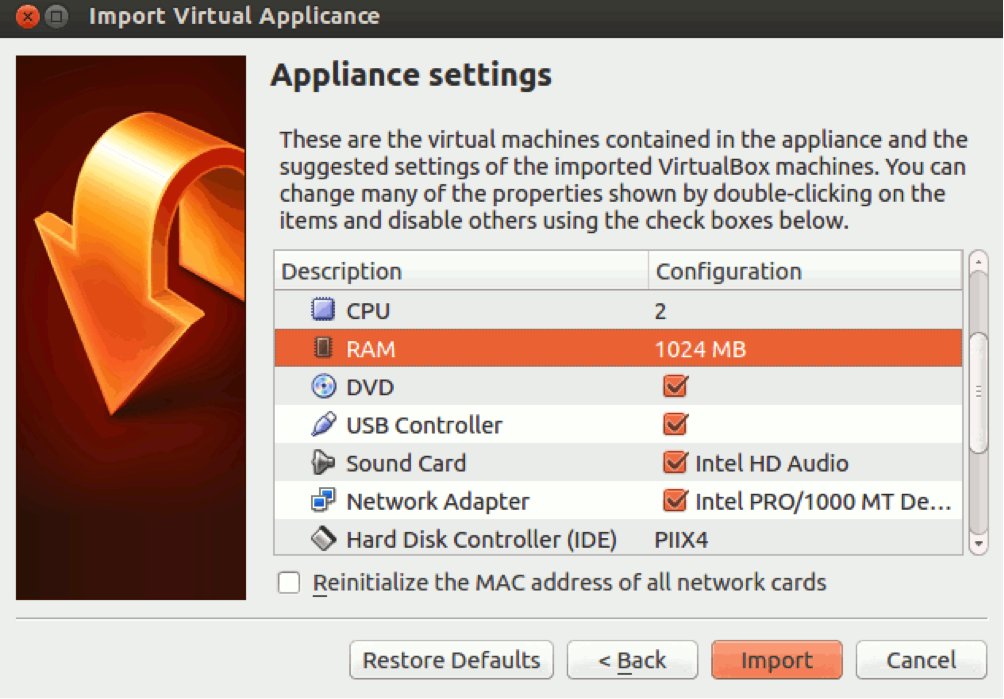 Import Virtual Applicance
Appliance settings
These are the virtual machines contained in the appliance and the
suggested settings of the imported VirtualBox machines. You can
change many of the properties shown by double-clicking on the
items and disable others using the check boxes below.
Description Configuration
CPU 2
RAM 1024 MB
DVD
USB Controller
Sound Card Intel HD Audio
Network Adapter Intel PRO/1000 MT De...
Hard Disk Controller (IDE) PIIX4
Reinitialize the MAC address of all network cards
Restore Defaults < Back Import Cancel